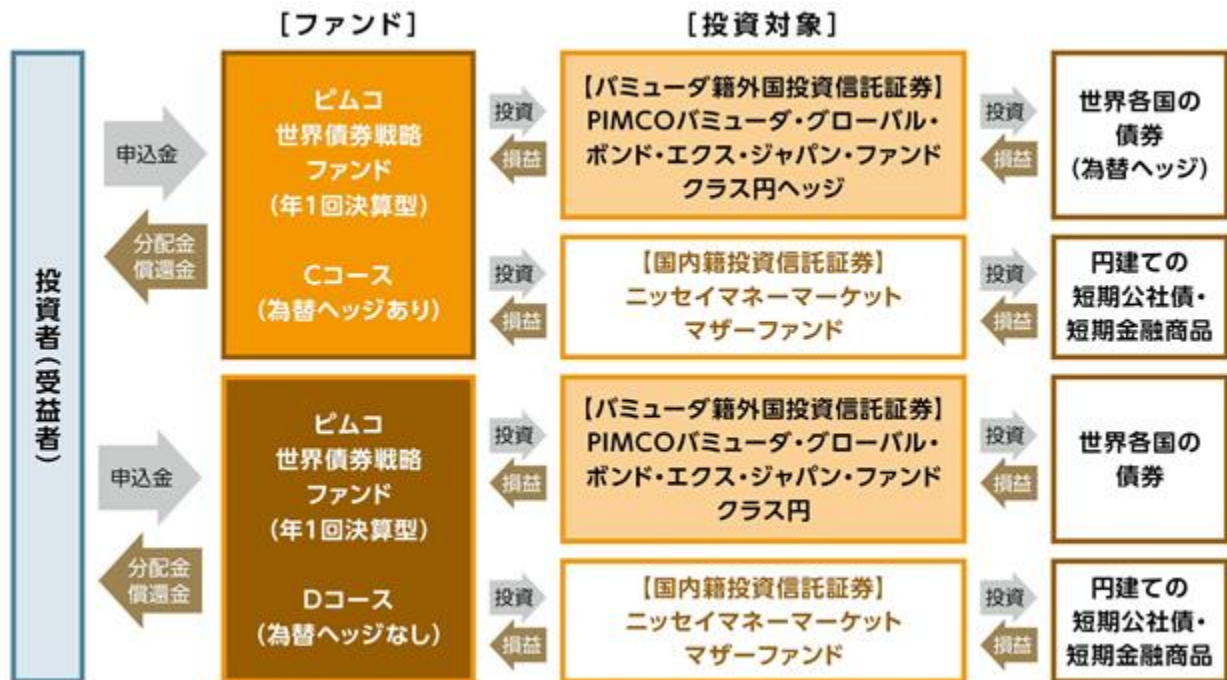 [ファンド]
[投資対象]
投資者(受益者)
申込金
分配金
償還金
ピムコ
世界債券戦略
ファンド
(年1回決算型)
Cコース
(為替ヘッジあり)
投資
損益
【バミューダ籍外国投資信託証券】
PIMCOバミューダ・グローバル・
ボンド・エクス・ジャパン・ファンド
クラス円ヘッジ
投資
損益
世界各国の
債券
(為替ヘッジ)
投資
損益
【国内籍投資信託証券】
ニッセイマネーマーケット
マザーファンド
投資
損益
円建ての
短期公社債・
短期金融商品
申込金
分配金
償還金
ピムコ
世界債券戦略
ファンド
(年1回決算型)
Dコース
(為替ヘッジなし)
投資
損益
【バミューダ籍外国投資信託証券】
PIMCOバミューダ・グローバル・
ボンド・エクス・ジャパン・ファンド
クラス円
投資
損益
世界各国の
債券
投資
損益
【国内籍投資信託証券】
ニッセイマネーマーケット
マザーファンド
投資
損益
円建ての
短期公社債・
短期金融商品